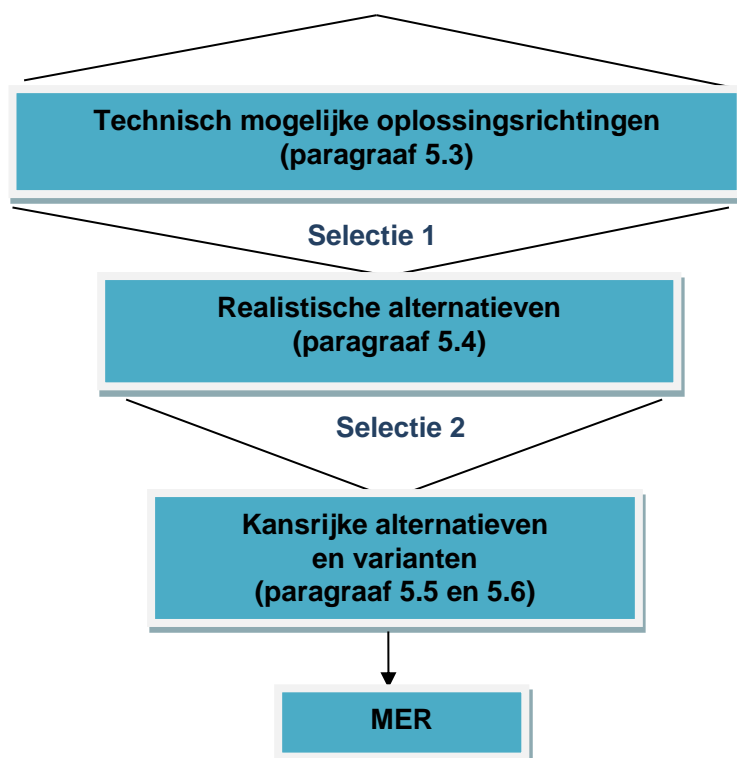 Technisch mogelijke oplossingsrichtingen
(paragraaf 5.3)
Selectie 1
Realistische alternatieven
(paragraaf 5.4)
Selectie 2
Kansrijke alternatieven
en varianten
(paragraaf 5.5 en 5.6)
MER